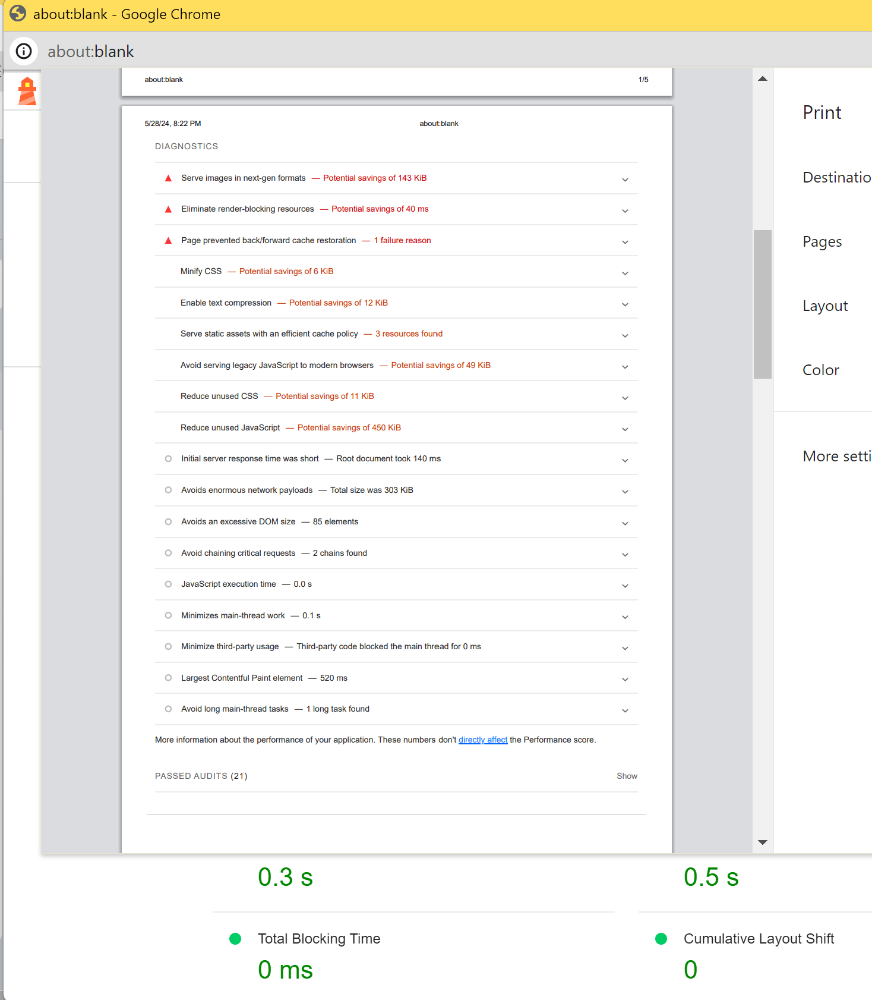 about:blank - Google Chrome
about:blank
about:blank 1/5
5/28/24, 8:22 PM about:blank
DIAGNOSTICS
Serve images in next-gen formats — Potential savings of 143 KiB
Eliminate render-blocking resources — Potential savings of 40 ms
Page prevented back/forward cache restoration — 1 failure reason
Minify CSS — Potential savings of 6 KiB
Enable text compression — Potential savings of 12 KiB
Serve static assets with an efficient cache policy — 3 resources found
Avoid serving legacy JavaScript to modern browsers — Potential savings of 49 KiB
Reduce unused CSS — Potential savings of 11 KiB
Reduce unused JavaScript — Potential savings of 450 KiB
Initial server response time was short — Root document took 140 ms
Avoids enormous network payloads — Total size was 303 KiB
Avoids an excessive DOM size — 85 elements
Avoid chaining critical requests — 2 chains found
JavaScript execution time — 0.0 s
Minimizes main-thread work — 0.1 s
Minimize third-party usage — Third-party code blocked the main thread for 0 ms
Largest Contentful Paint element — 520 ms
Avoid long main-thread tasks — 1 long task found
More information about the performance of your application. These numbers don't directly affect the Performance score.
PASSED AUDITS (21) Show
Print
Destinatio
Pages
Layout
Color
More setti
0.3 s 0.5 s
Total Blocking Time Cumulative Layout Shift
0 ms 0